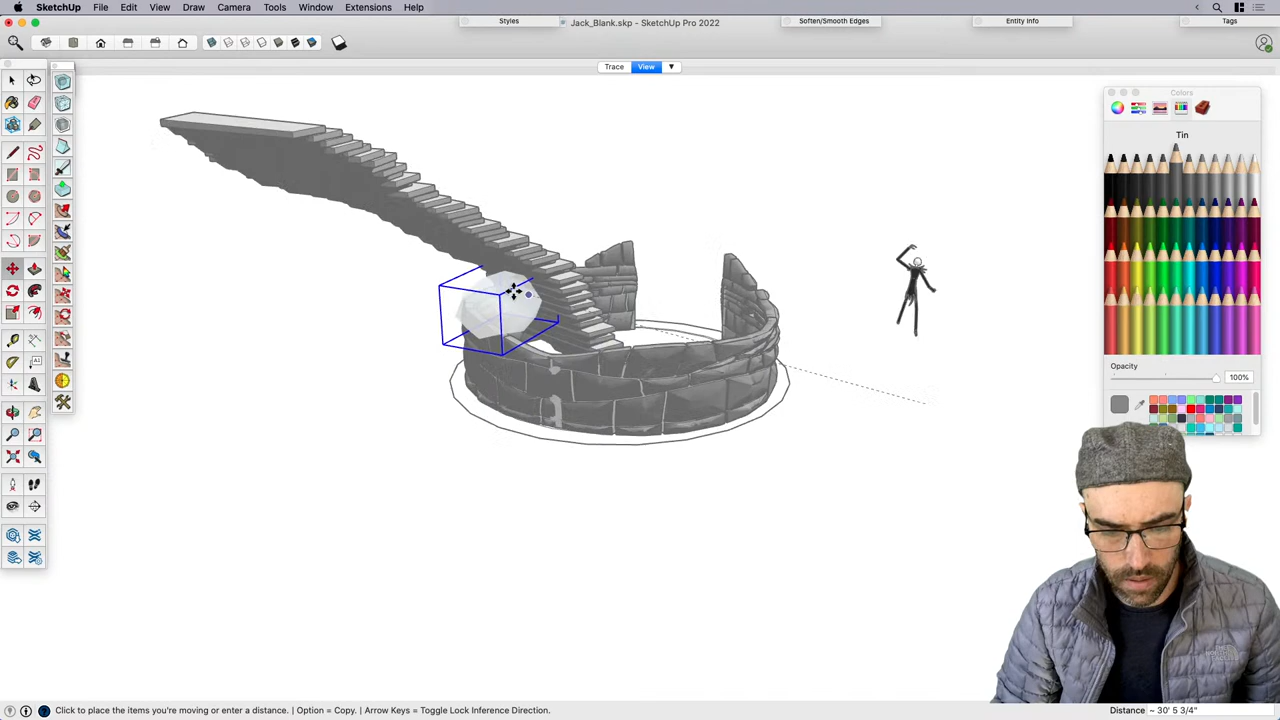 SketchUp File Edit View Draw Camera Tools Window Extensions Help
Styles
Jack_Blank.skp - SketchUp Pro 2022
Soften/Smooth Edges
Entity Info
Tags
Trace View
Colors
Tin
Opacity
100%
Click to place the items you're moving or enter a distance. | Option = Copy. | Arrow Keys = Toggle Lock Inference Direction.
Distance ~ 30' 5 3/4"